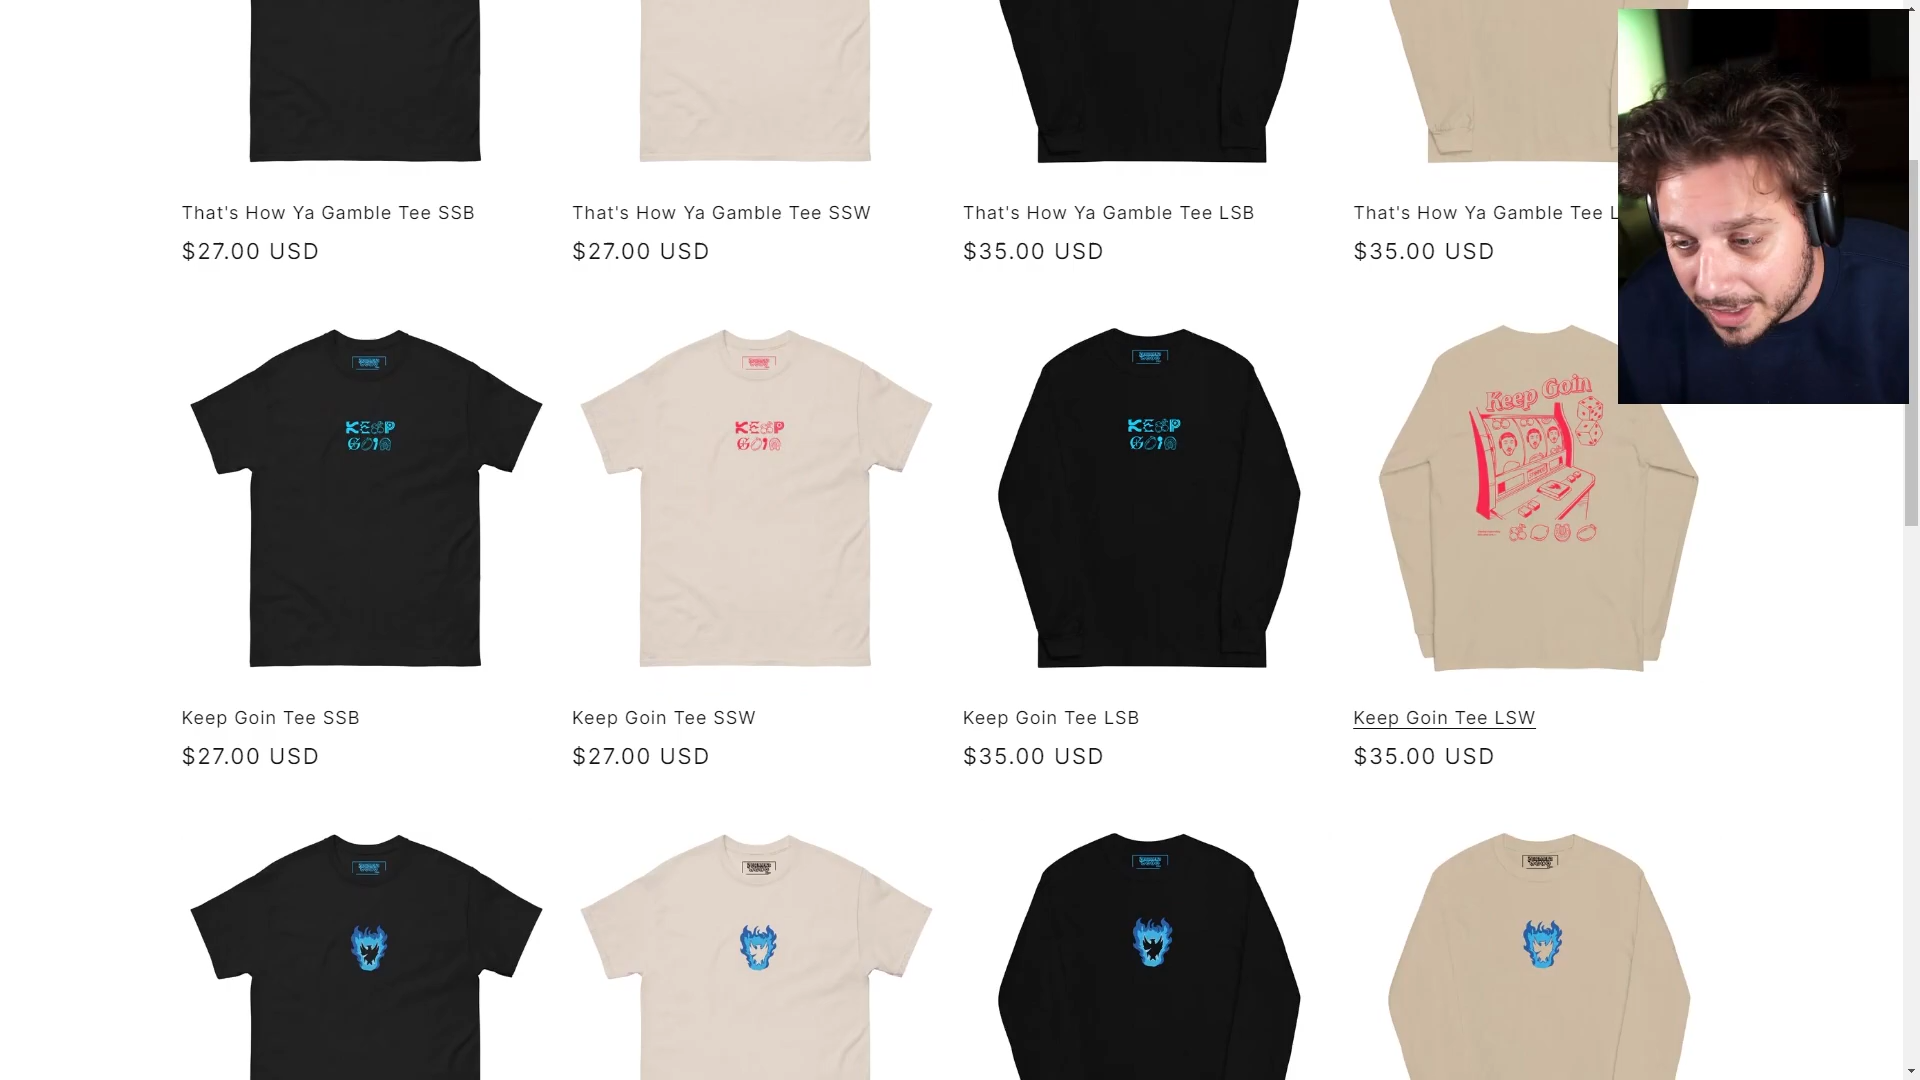 That's How Ya Gamble Tee SSB
$27.00 USD
That's How Ya Gamble Tee SSW
$27.00 USD
That's How Ya Gamble Tee LSB
$35.00 USD
That's How Ya Gamble Tee L
$35.00 USD
KEEP
GOIN
KEEP
GOIN
KEEP
GOIN
Keep Goin
Keep Goin Tee SSB
$27.00 USD
Keep Goin Tee SSW
$27.00 USD
Keep Goin Tee LSB
$35.00 USD
Keep Goin Tee LSW
$35.00 USD